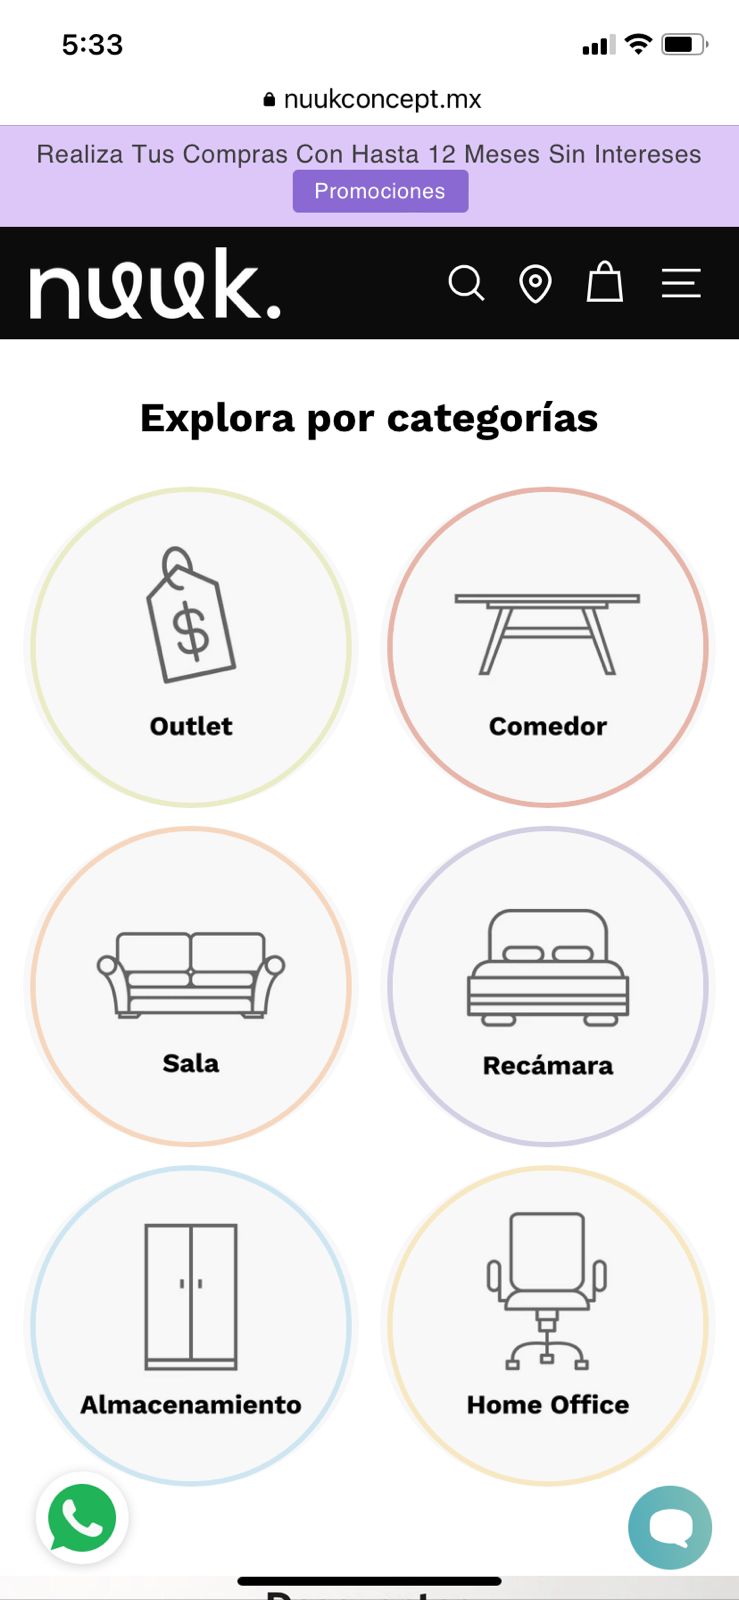 5:33
nuukconcept.mx
Realiza Tus Compras Con Hasta 12 Meses Sin Intereses
Promociones
nuuk.
Explora por categorías
$
Outlet
Comedor
Sala
Recámara
Almacenamiento
Home Office